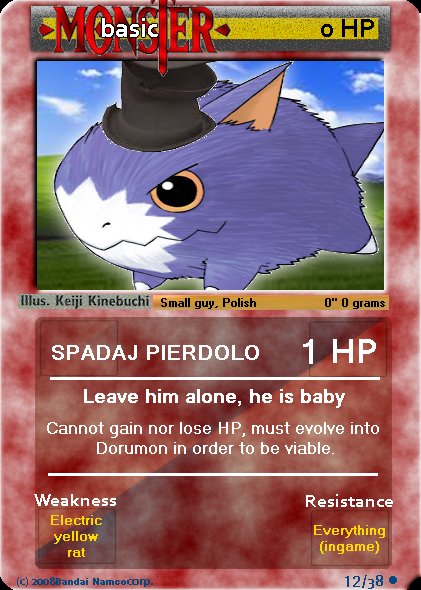 MONSTER
basic
o HP
Illus. Keiji Kinebuchi
Small guy, Polish
0" 0 grams
SPADAJ PIERDOLO
1 HP
Leave him alone, he is baby
Cannot gain nor lose HP, must evolve into
Dorumon in order to be viable.
Weakness
Resistance
Electric
yellow
rat
Everything
(ingame)
(c) 2008Bandai Namcocorp.
12/38